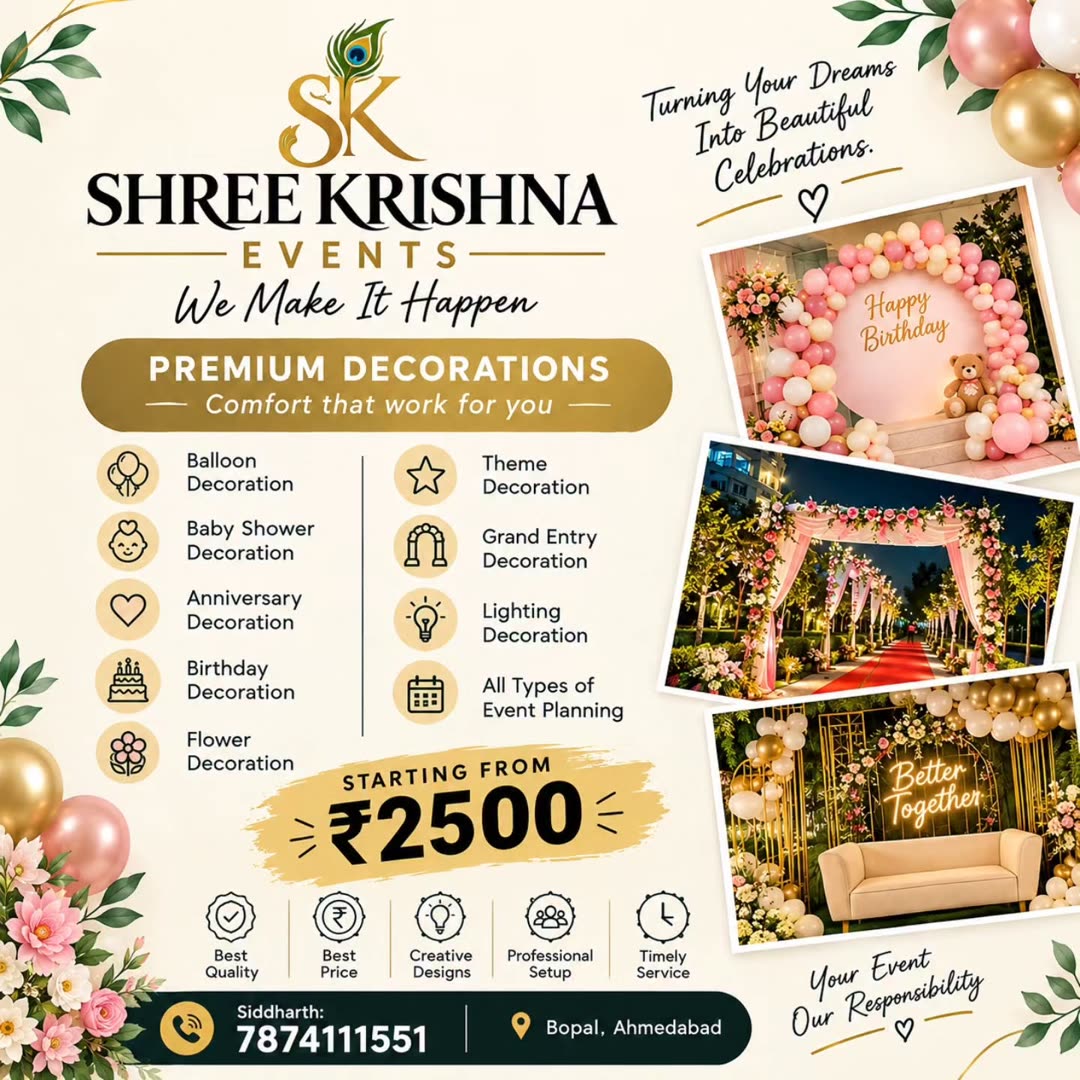 SK
SHREE KRISHNA
EVENTS
We Make It Happen
Turning Your Dreams
Into Beautiful
Celebrations.
PREMIUM DECORATIONS
Comfort that work for you
Balloon
Decoration
Baby Shower
Decoration
Anniversary
Decoration
Birthday
Decoration
Flower
Decoration
Theme
Decoration
Grand Entry
Decoration
Lighting
Decoration
All Types of
Event Planning
Happy
Birthday
Better
Together
STARTING FROM
₹2500
Best
Quality
₹
Best
Price
Creative
Designs
Professional
Setup
Timely
Service
Your Event
Our Responsibility
Siddharth:
7874111551
Bopal, Ahmedabad